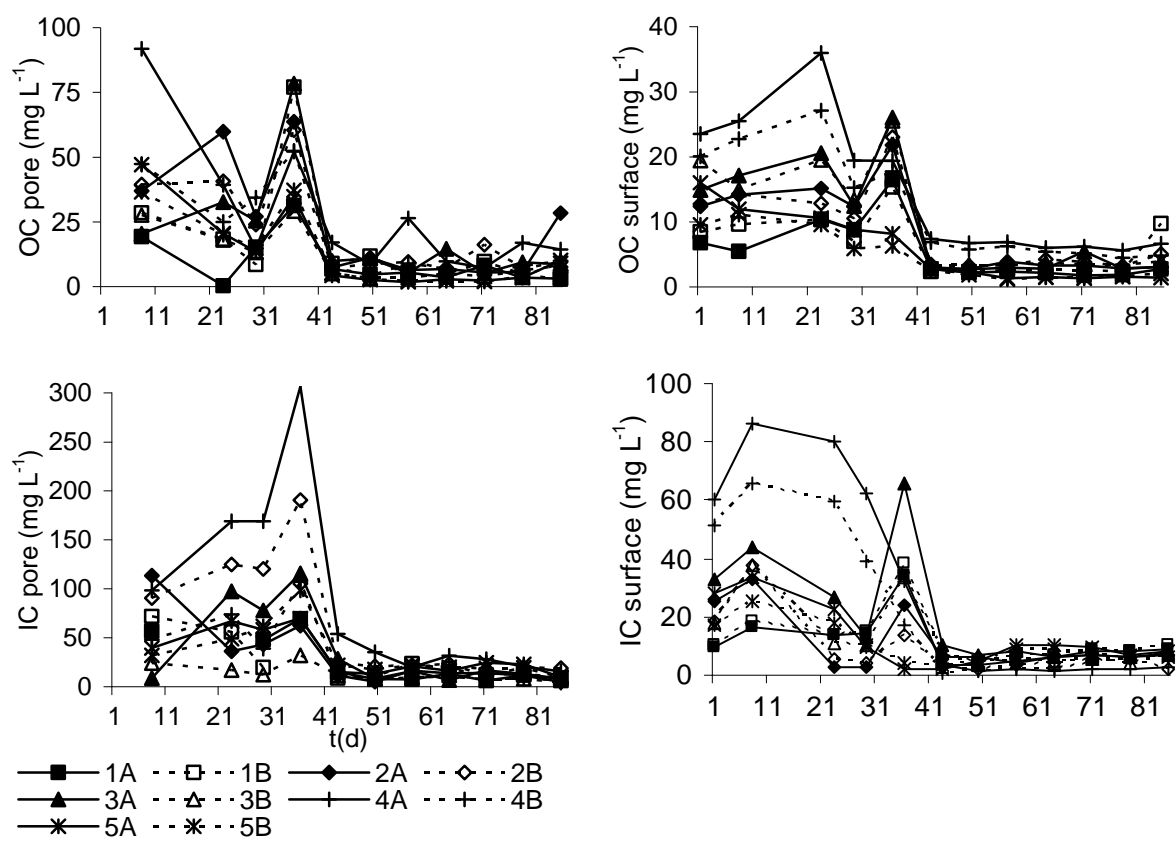 OC pore (mg L⁻¹)
100
75
50
25
0
1 11 21 31 41 51 61 71 81
OC surface (mg L⁻¹)
40
30
20
10
0
1 11 21 31 41 51 61 71 81
IC pore (mg L⁻¹)
300
250
200
150
100
50
0
1 11 21 31 41 51 61 71 81
t(d)
IC surface (mg L⁻¹)
100
80
60
40
20
0
1 11 21 31 41 51 61 71 81
1A 1B 2A 2B
3A 3B 4A 4B
5A 5B